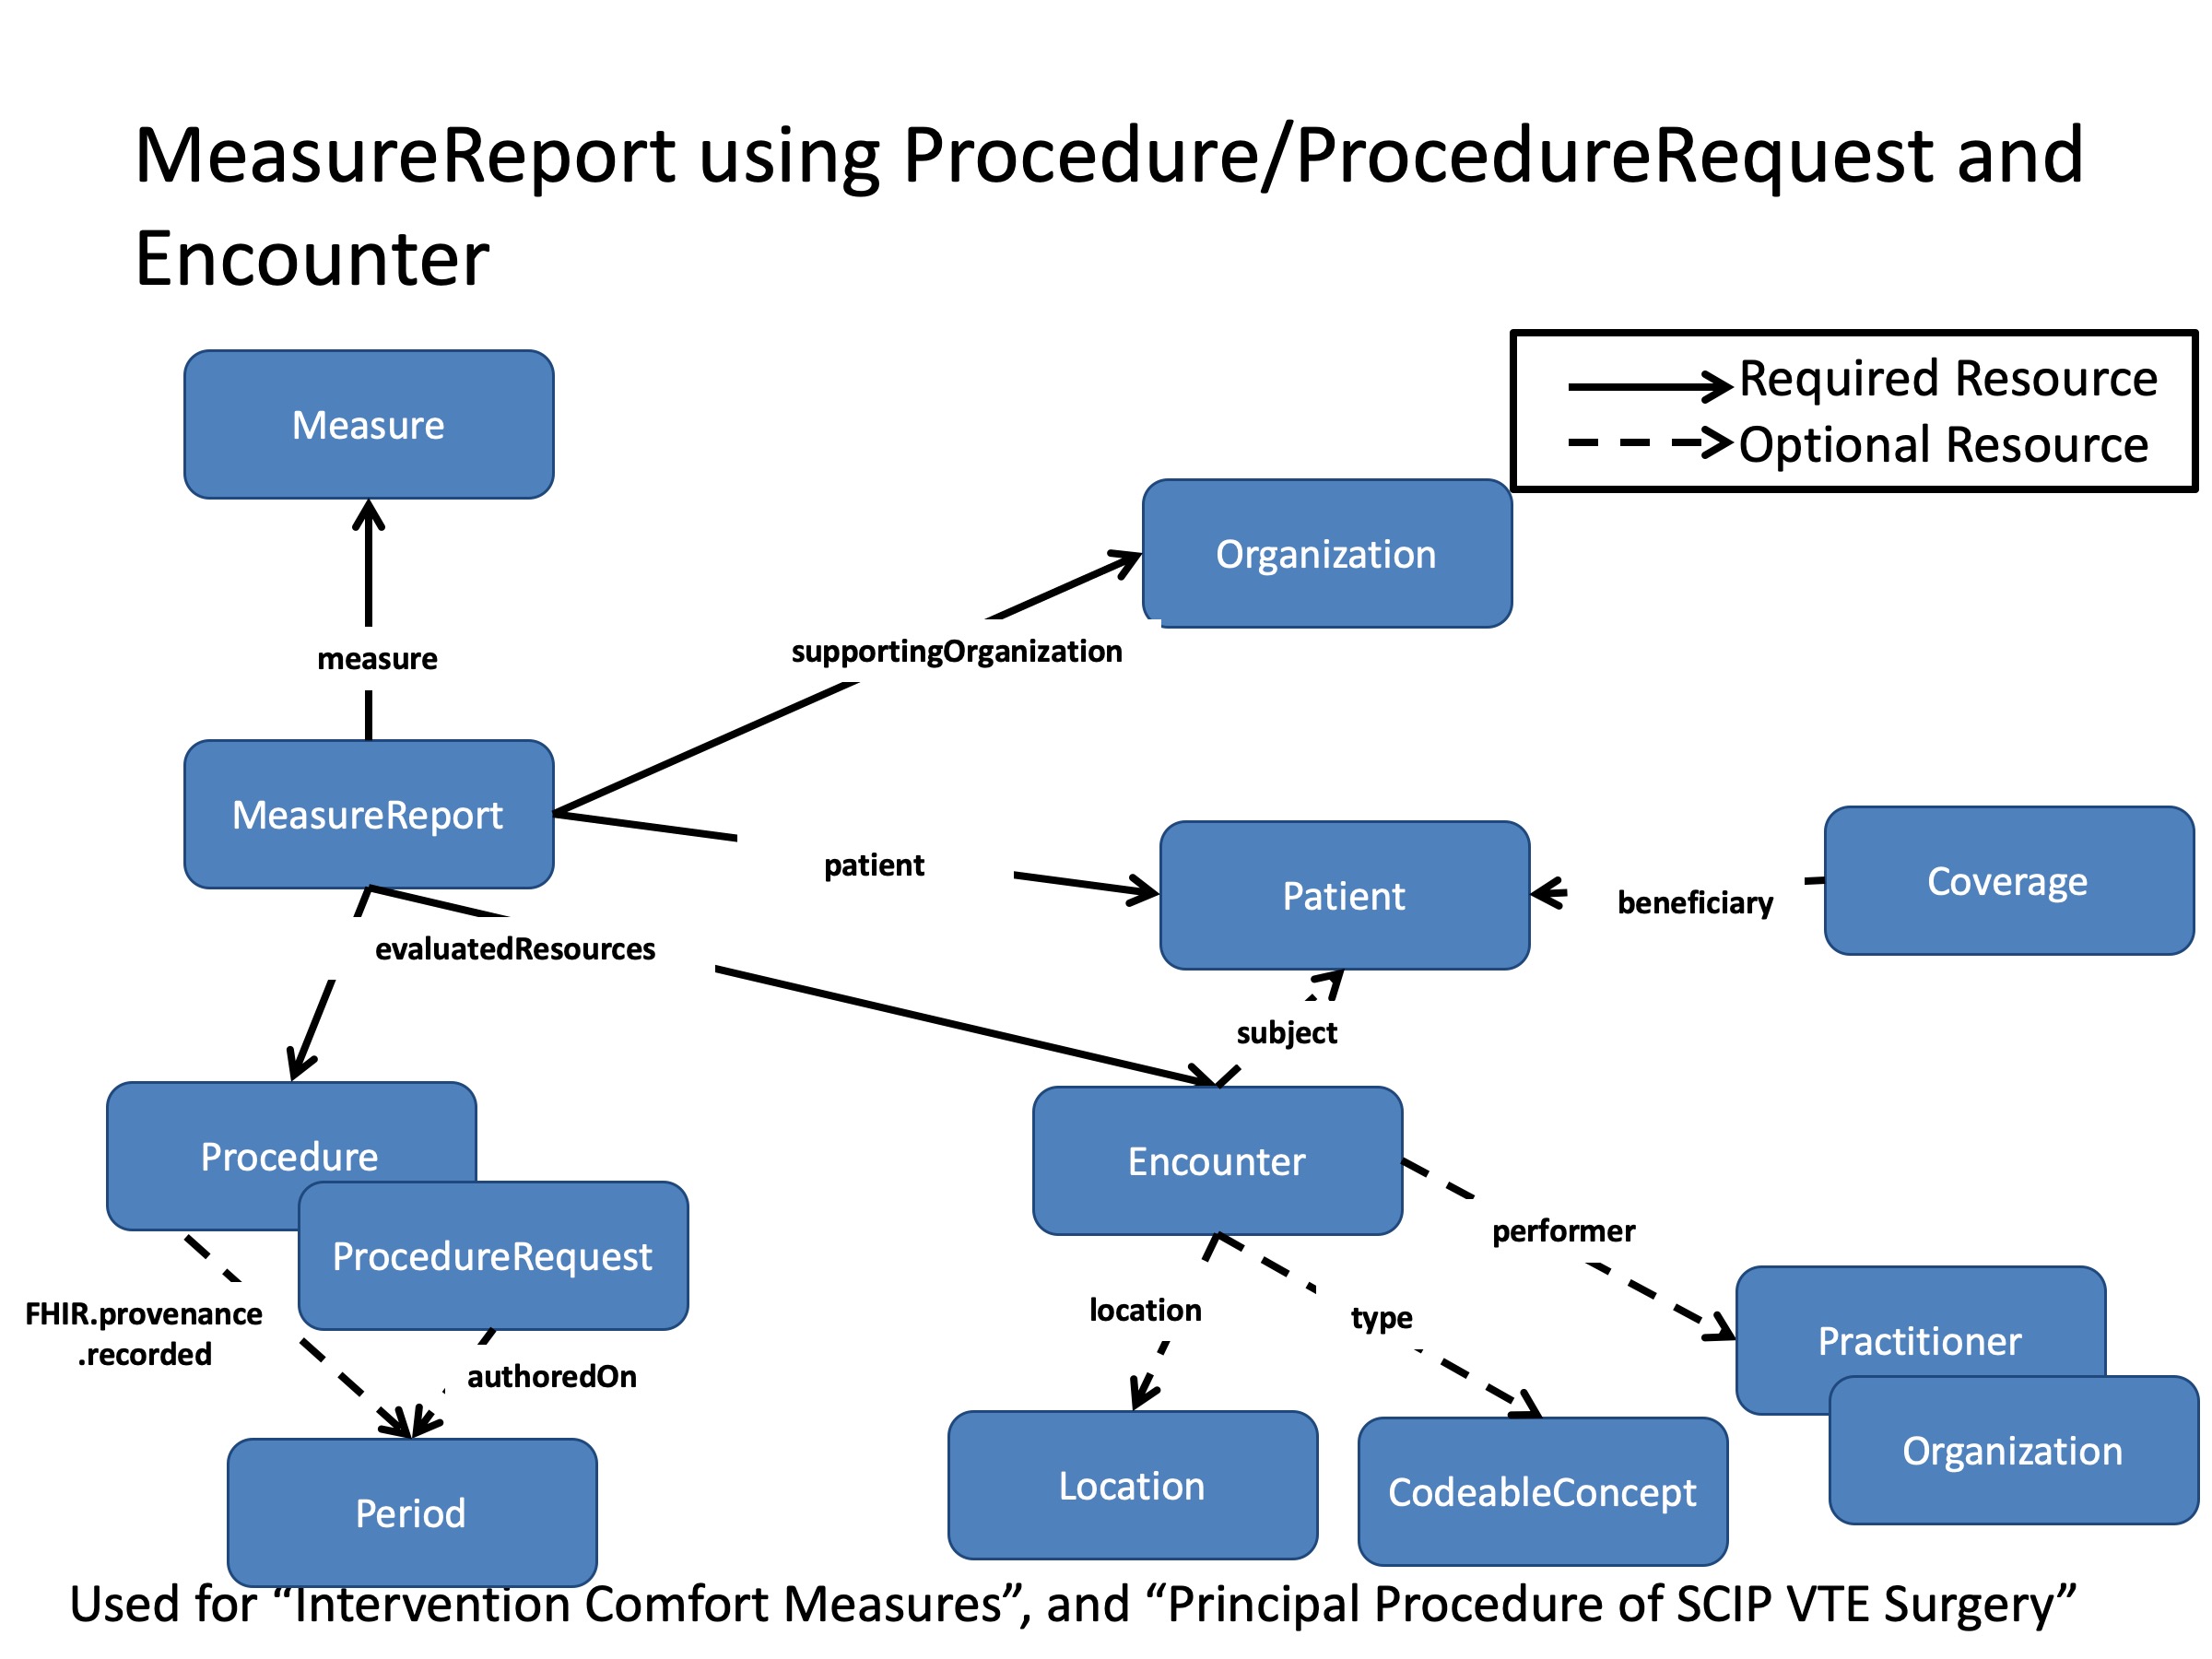 MeasureReport using Procedure/ProcedureRequest and
Encounter
Required Resource
Optional Resource
Measure
Organization
measure
supportingOrganization
MeasureReport
patient
Patient
beneficiary
Coverage
evaluatedResources
subject
Procedure
Encounter
ProcedureRequest
performer
FHIR.provenance
.recorded
location
type
Practitioner
authoredOn
Organization
Location
CodeableConcept
Period
Used for “Intervention Comfort Measures”, and “Principal Procedure of SCIP VTE Surgery”